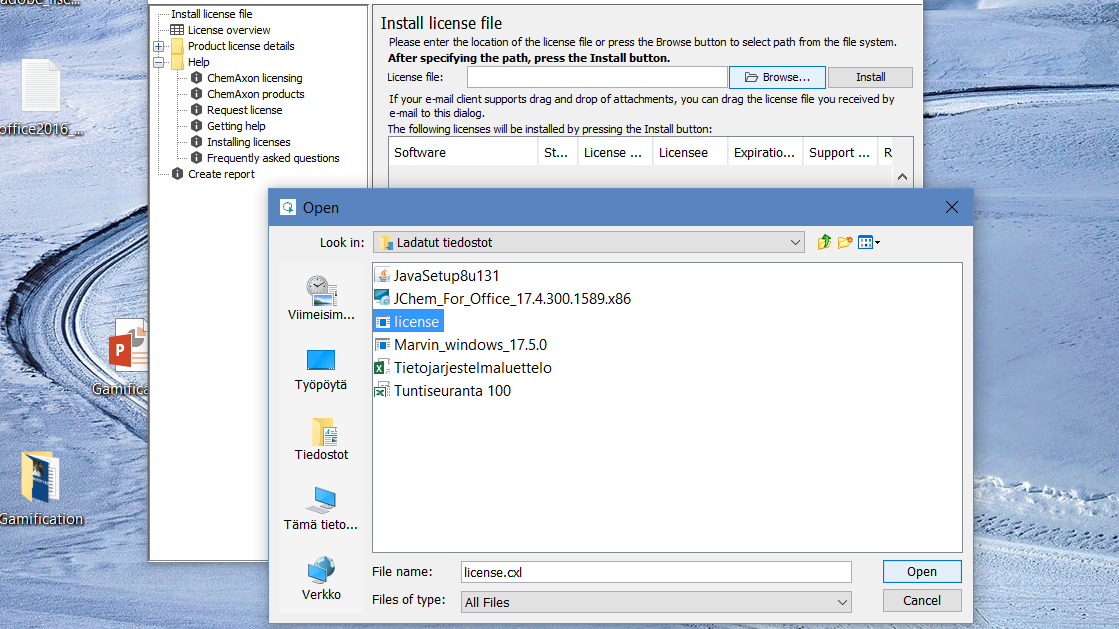 office2016_...
Gamifica
Gamification
Install license file
License overview
Product license details
Help
ChemAxon licensing
ChemAxon products
Request license
Getting help
Installing licenses
Frequently asked questions
Create report
Install license file
Please enter the location of the license file or press the Browse button to select path from the file system.
After specifying the path, press the Install button.
License file:
Browse...
Install
If your e-mail client supports drag and drop of attachments, you can drag the license file you received by
e-mail to this dialog.
The following licenses will be installed by pressing the Install button:
Software St... License ... Licensee Expiratio... Support ... R
Open
Look in: Ladatut tiedostot
Viimeisim...
Työpöytä
Tiedostot
Tämä tieto...
Verkko
JavaSetup8u131
JChem_For_Office_17.4.300.1589.x86
license
Marvin_windows_17.5.0
Tietojarjestelmaluettelo
Tuntiseuranta 100
File name: license.cxl
Open
Files of type: All Files
Cancel